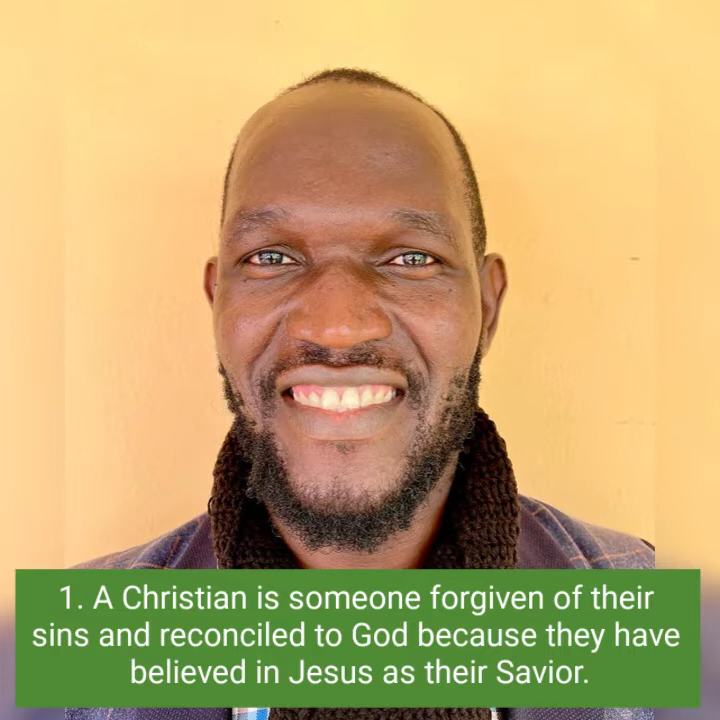 1. A Christian is someone forgiven of their
sins and reconciled to God because they have
believed in Jesus as their Savior.